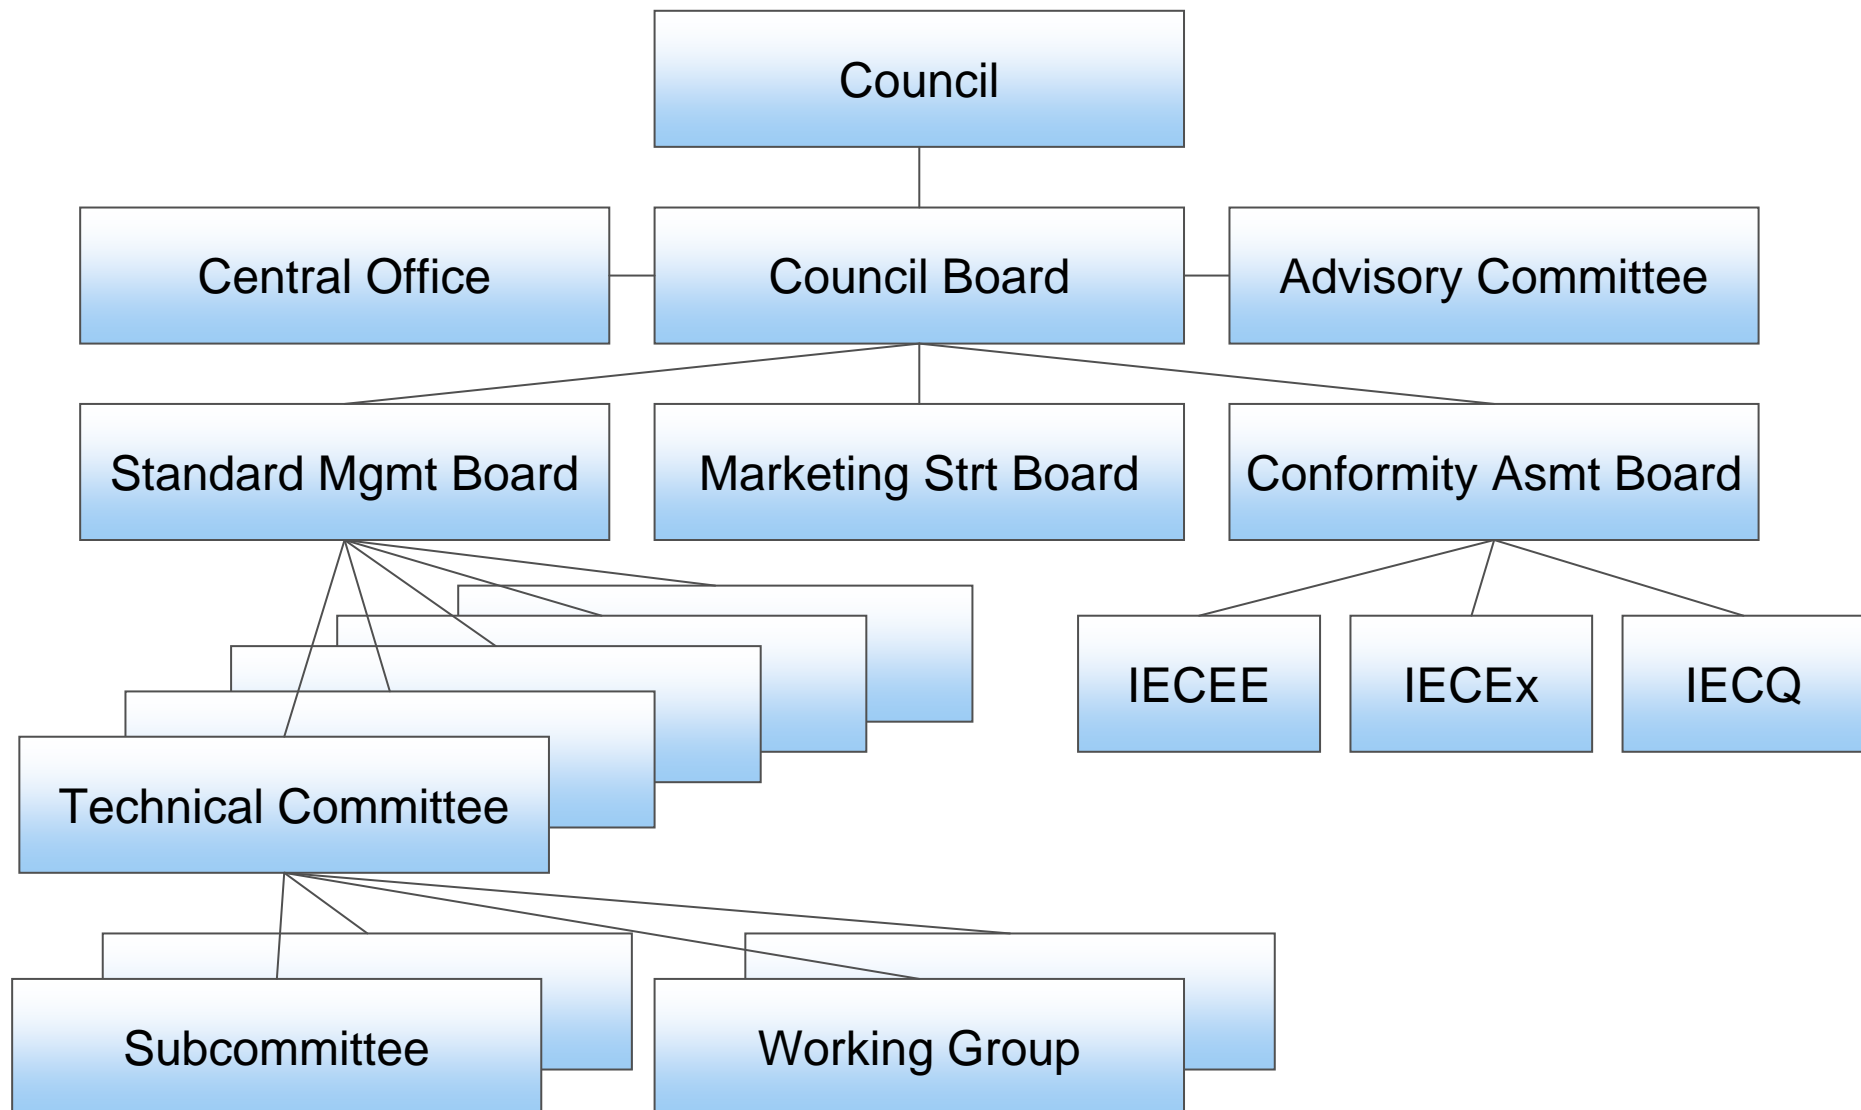 Council
Central Office
Council Board
Advisory Committee
Standard Mgmt Board
Marketing Strt Board
Conformity Asmt Board
IECEE
IECEx
IECQ
Technical Committee
Subcommittee
Working Group